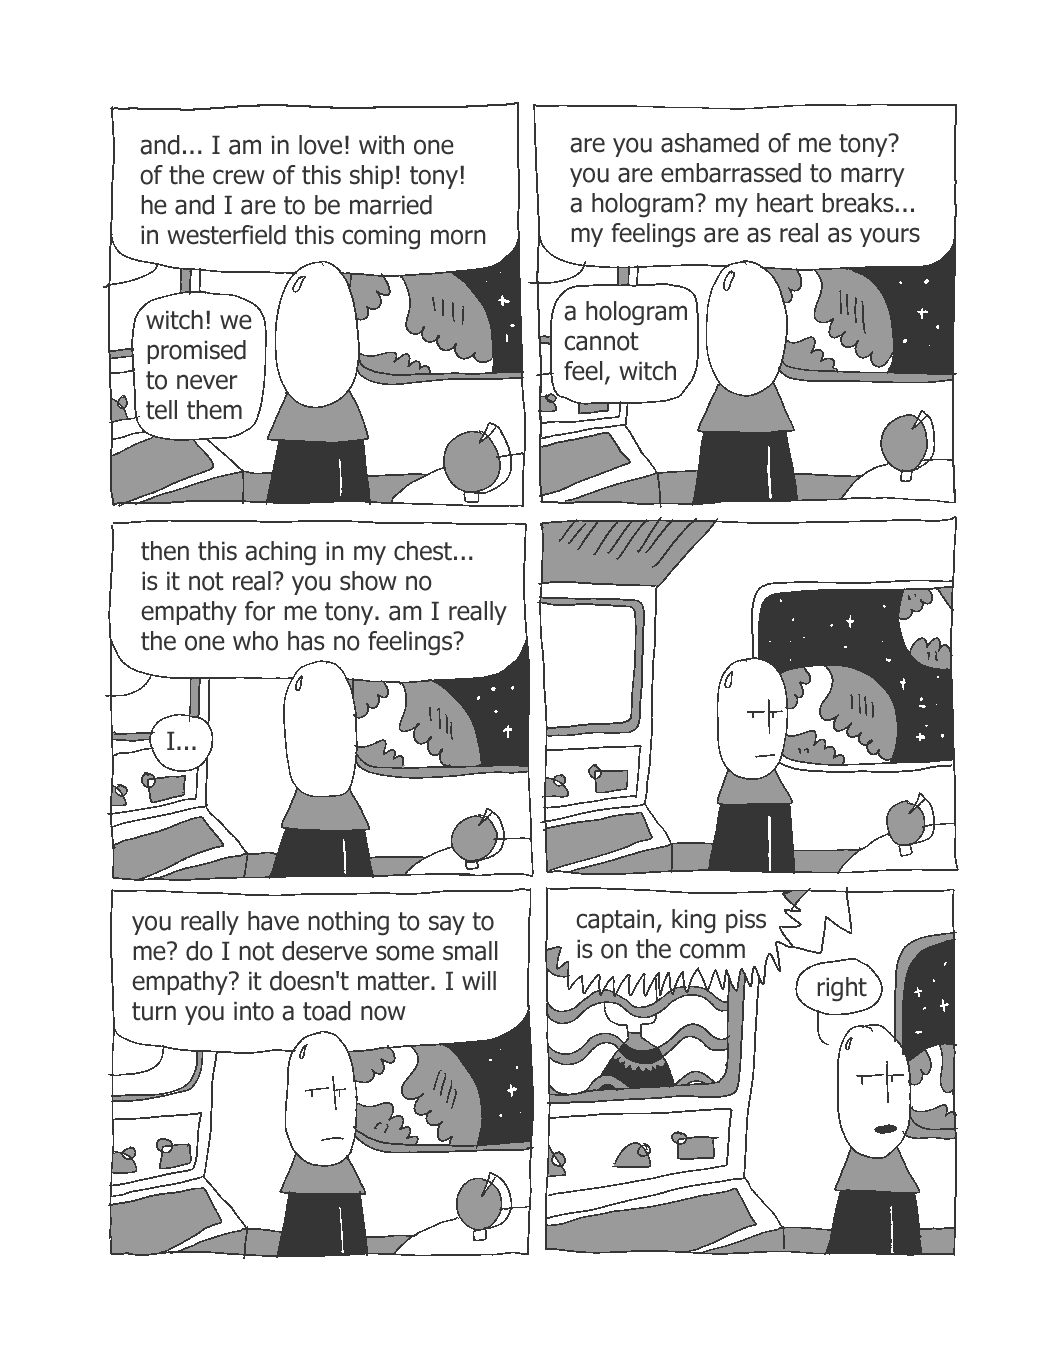 and... I am in love! with one
of the crew of this ship! tony!
he and I are to be married
in westerfield this coming morn
witch! we
promised
to never
tell them
are you ashamed of me tony?
you are embarrassed to marry
a hologram? my heart breaks...
my feelings are as real as yours
a hologram
cannot
feel, witch
then this aching in my chest...
is it not real? you show no
empathy for me tony. am I really
the one who has no feelings?
I...
you really have nothing to say to
me? do I not deserve some small
empathy? it doesn't matter. I will
turn you into a toad now
captain, king piss
is on the comm
right